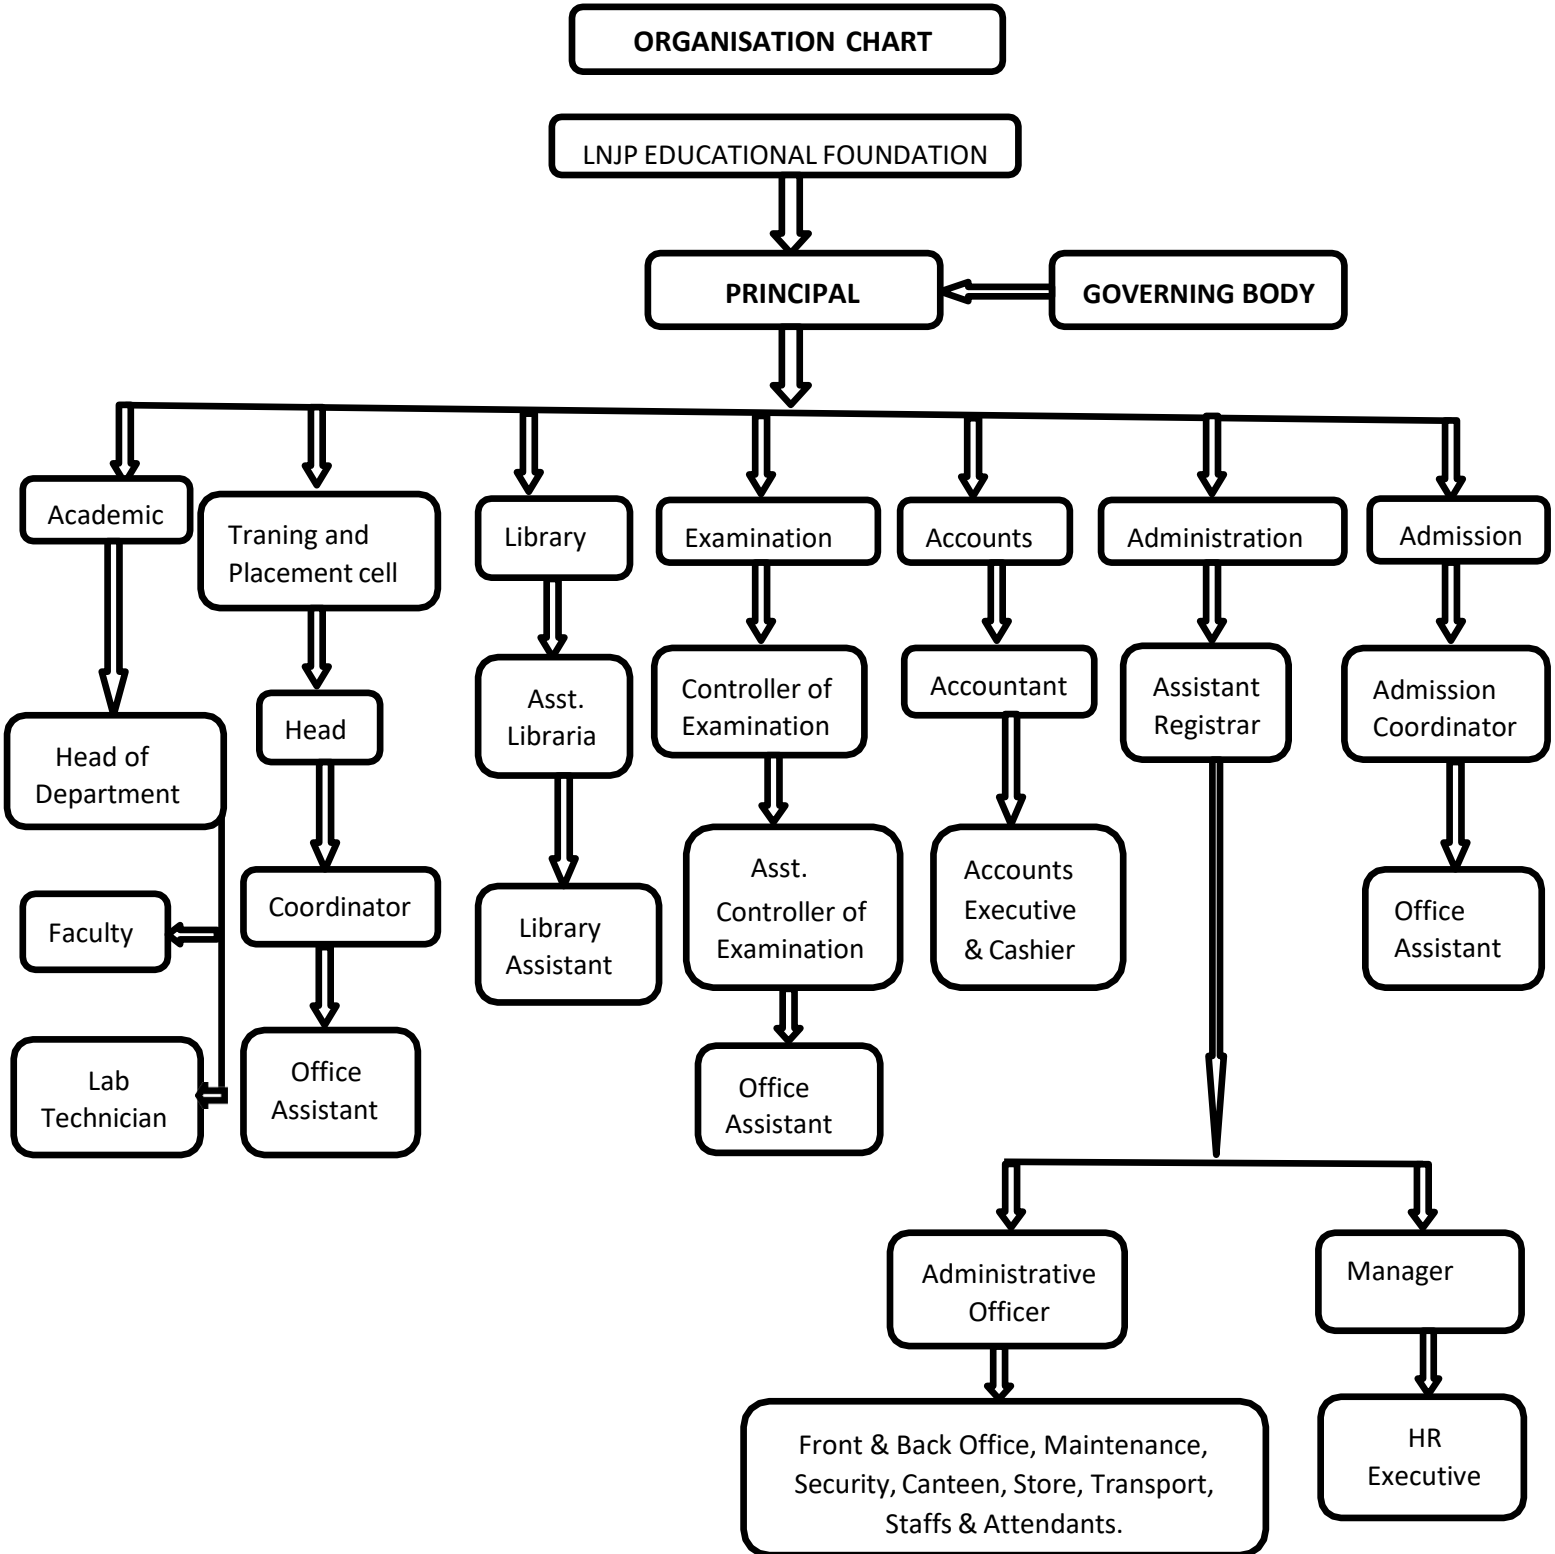 ORGANISATION CHART
LNJP EDUCATIONAL FOUNDATION
PRINCIPAL
GOVERNING BODY
Academic
Traning and
Placement cell
Library
Examination
Accounts
Administration
Admission
Head of
Department
Head
Asst.
Libraria
Controller of
Examination
Accountant
Assistant
Registrar
Admission
Coordinator
Faculty
Coordinator
Library
Assistant
Asst.
Controller of
Examination
Accounts
Executive
& Cashier
Office
Assistant
Lab
Technician
Office
Assistant
Office
Assistant
Administrative
Officer
Manager
Front & Back Office, Maintenance,
Security, Canteen, Store, Transport,
Staffs & Attendants.
HR
Executive